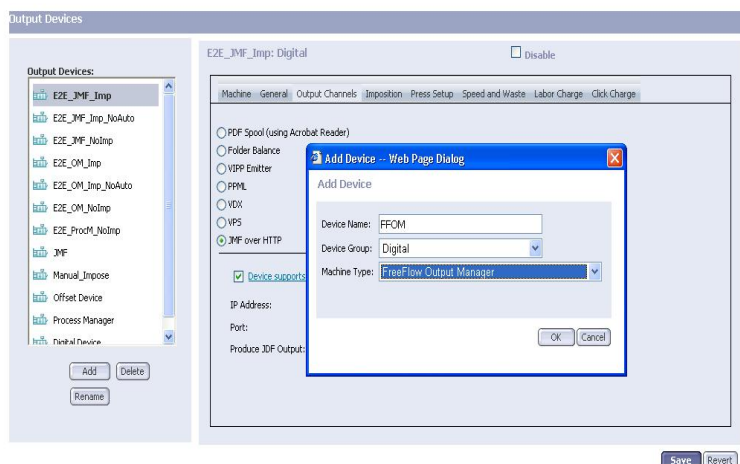 Output Devices
Output Devices:
E2E_JMF_Imp
E2E_JMF_Imp_NoAuto
E2E_JMF_NoImp
E2E_OM_Imp
E2E_OM_Imp_NoAuto
E2E_OM_NoImp
E2E_ProcM_NoImp
JMF
Manual_Impose
Offset Device
Process Manager
Digital Device
Add Delete
Rename
E2E_JMF_Imp: Digital Disable
Machine General Output Channels Imposition Press Setup Speed and Waste Labor Charge Click Charge
PDF Spool (using Acrobat Reader)
Folder Balance
VIPP Emitter
PPML
VDX
VPS
JMF over HTTP
Device supports
IP Address:
Port:
Produce JDF Output:
Add Device -- Web Page Dialog
Add Device
Device Name: FFOM
Device Group: Digital
Machine Type: FreeFlow Output Manager
OK Cancel
Save Revert